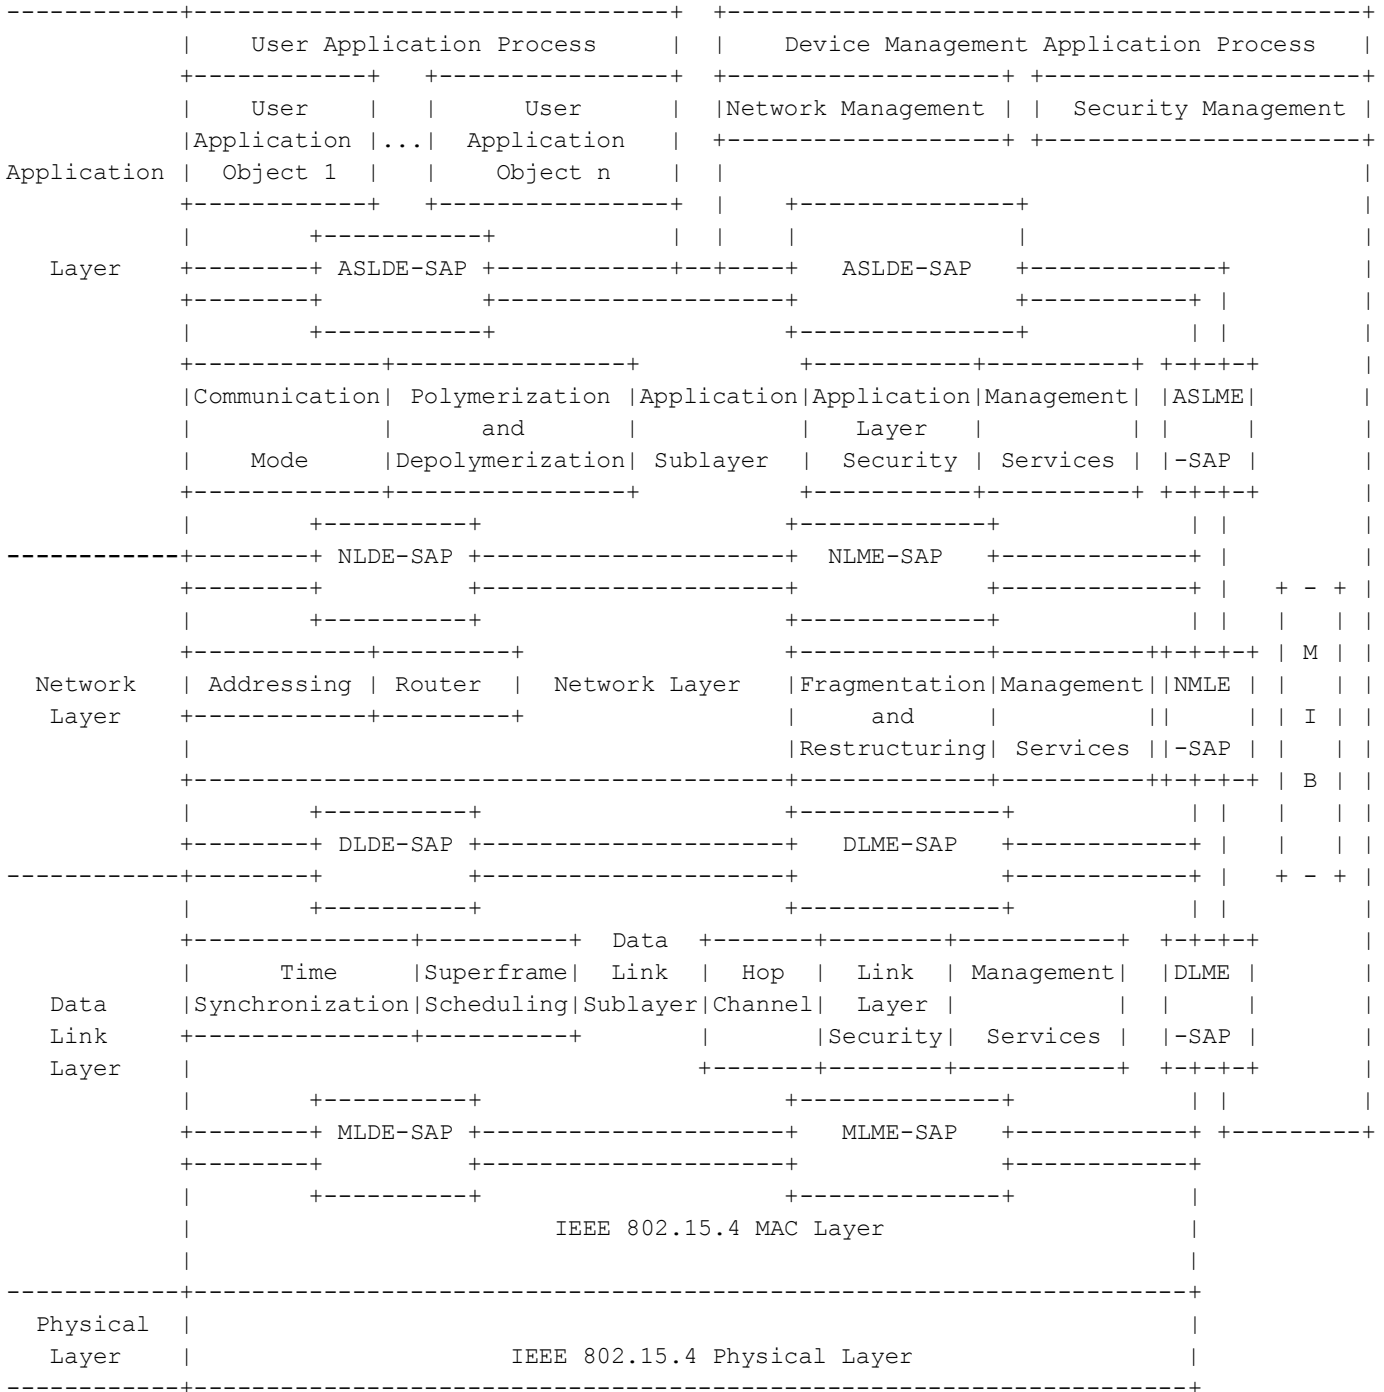 User Application Process Device Management Application Process
User User Network Management Security Management
Application ... Application
Application Object 1 Object n
Layer ASLDE-SAP ASLDE-SAP
Communication Polymerization Application Application Management ASLME
and Layer
Mode Depolymerization Sublayer Security Services -SAP
NLDE-SAP NLME-SAP
M
Network Addressing Router Network Layer Fragmentation Management NMLE
Layer and I
Restructuring Services -SAP
B
DLDE-SAP DLME-SAP
Data
Time Superframe Link Hop Link Management DLME
Data Synchronization Scheduling Sublayer Channel Layer
Link Security Services -SAP
Layer
MLDE-SAP MLME-SAP
IEEE 802.15.4 MAC Layer
Physical
Layer IEEE 802.15.4 Physical Layer